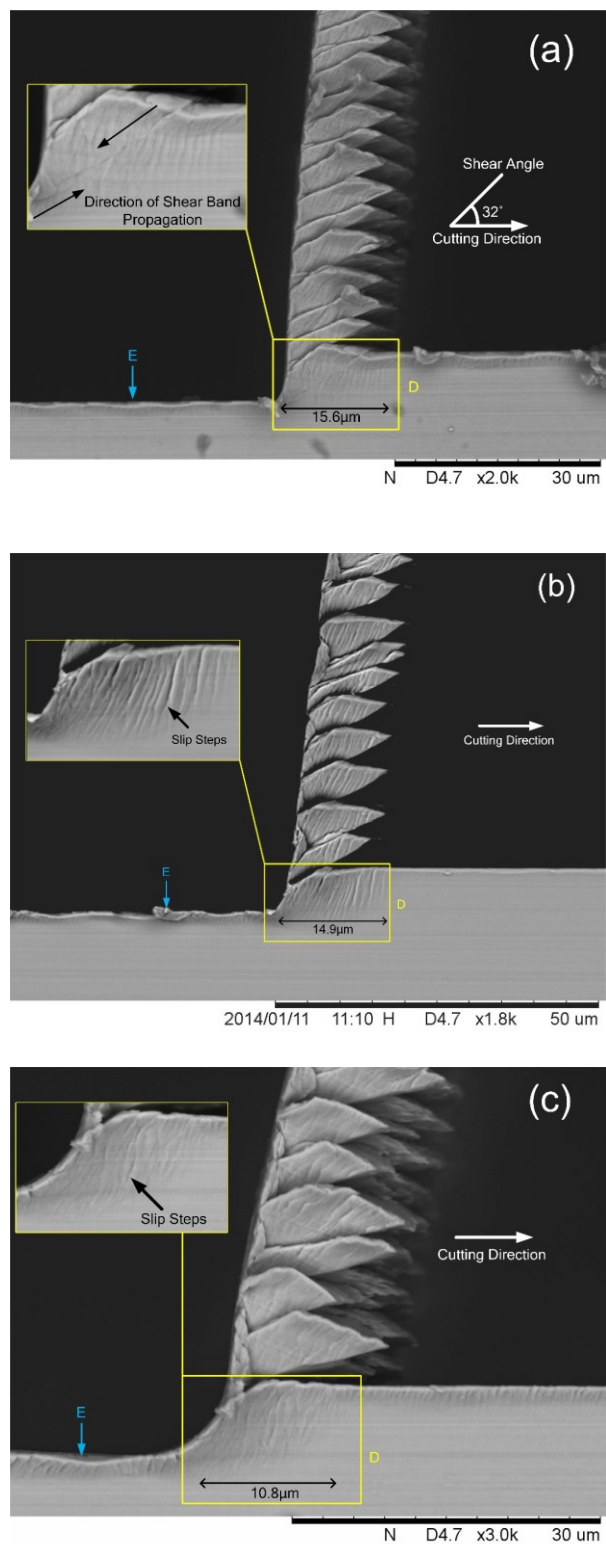 (a)
Shear Angle
32°
Cutting Direction
Direction of Shear Band
Propagation
E
D
15.6µm
N D4.7 x2.0k 30 um
(b)
Slip Steps
Cutting Direction
E
D
14.9µm
2014/01/11 11:10 H D4.7 x1.8k 50 um
(c)
Slip Steps
Cutting Direction
E
D
10.8µm
N D4.7 x3.0k 30 um